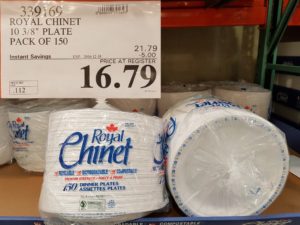 339169
ROYAL CHINET
10 3/8" PLATE
PACK OF 150
21.79
Instant Savings
-5.00
PRICE AT REGISTER
16.79
112
Royal
Chinet
150 DINNER PLATES
ASSIETTES PLATES